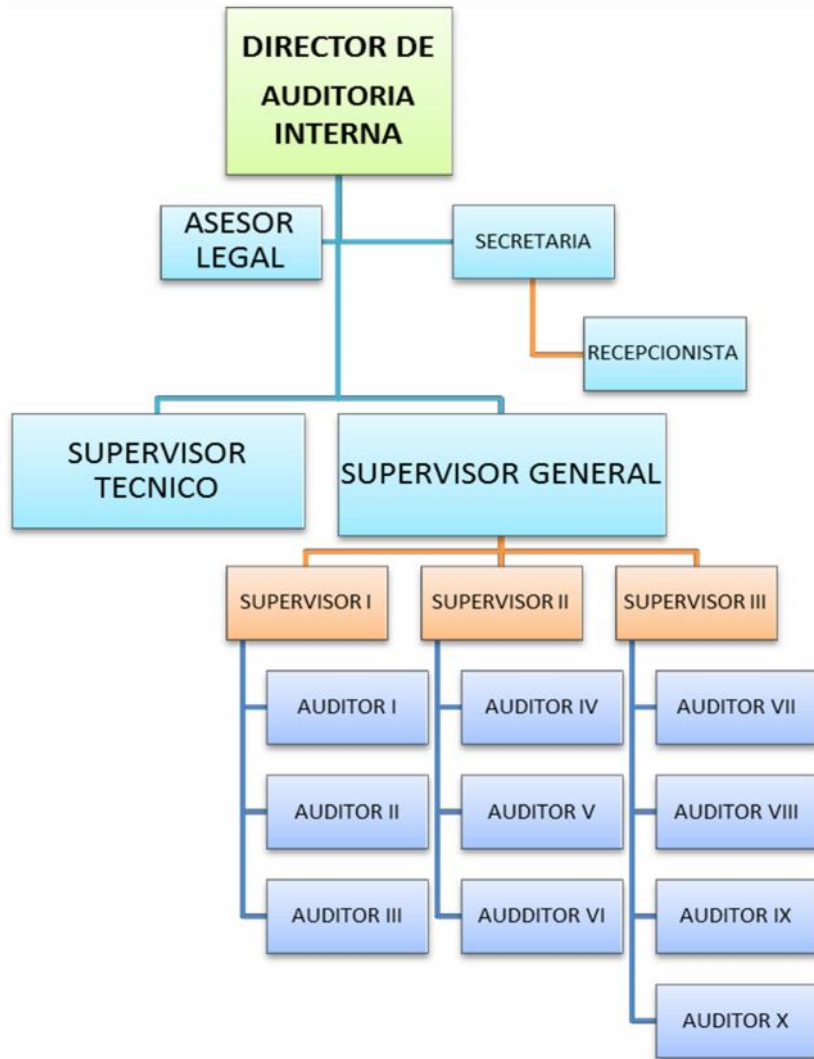 DIRECTOR DE
AUDITORIA
INTERNA
ASESOR
LEGAL
SECRETARIA
RECEPCIONISTA
SUPERVISOR
TECNICO
SUPERVISOR GENERAL
SUPERVISOR I
SUPERVISOR II
SUPERVISOR III
AUDITOR I
AUDITOR IV
AUDITOR VII
AUDITOR II
AUDITOR V
AUDITOR VIII
AUDITOR III
AUDDITOR VI
AUDITOR IX
AUDITOR X